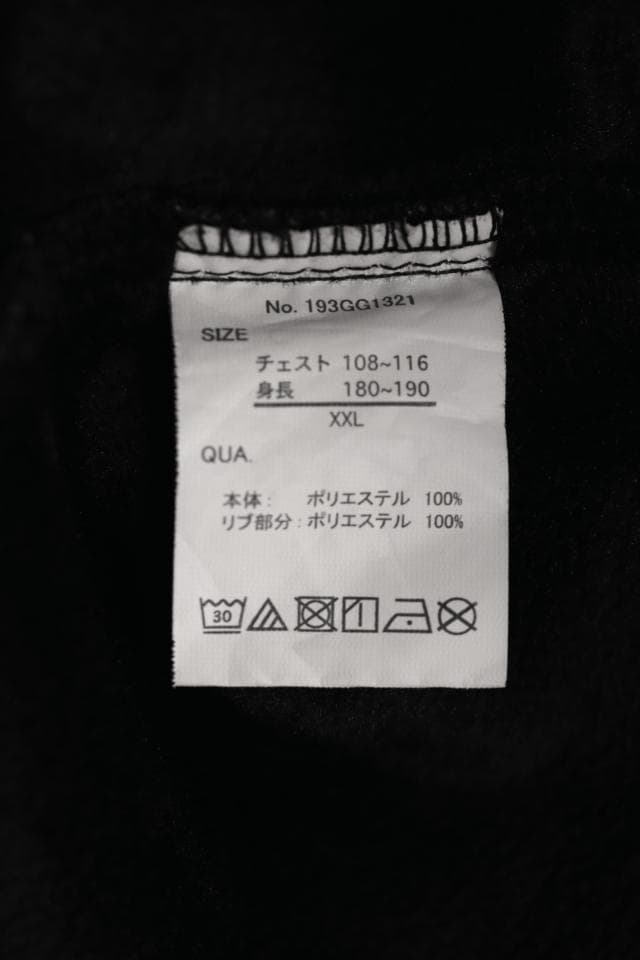 No. 193GG1321
SIZE
チェスト 108~116
身長 180~190
XXL
QUA.
本体: ポリエステル 100%
リブ部分:ポリエステル 100%
30